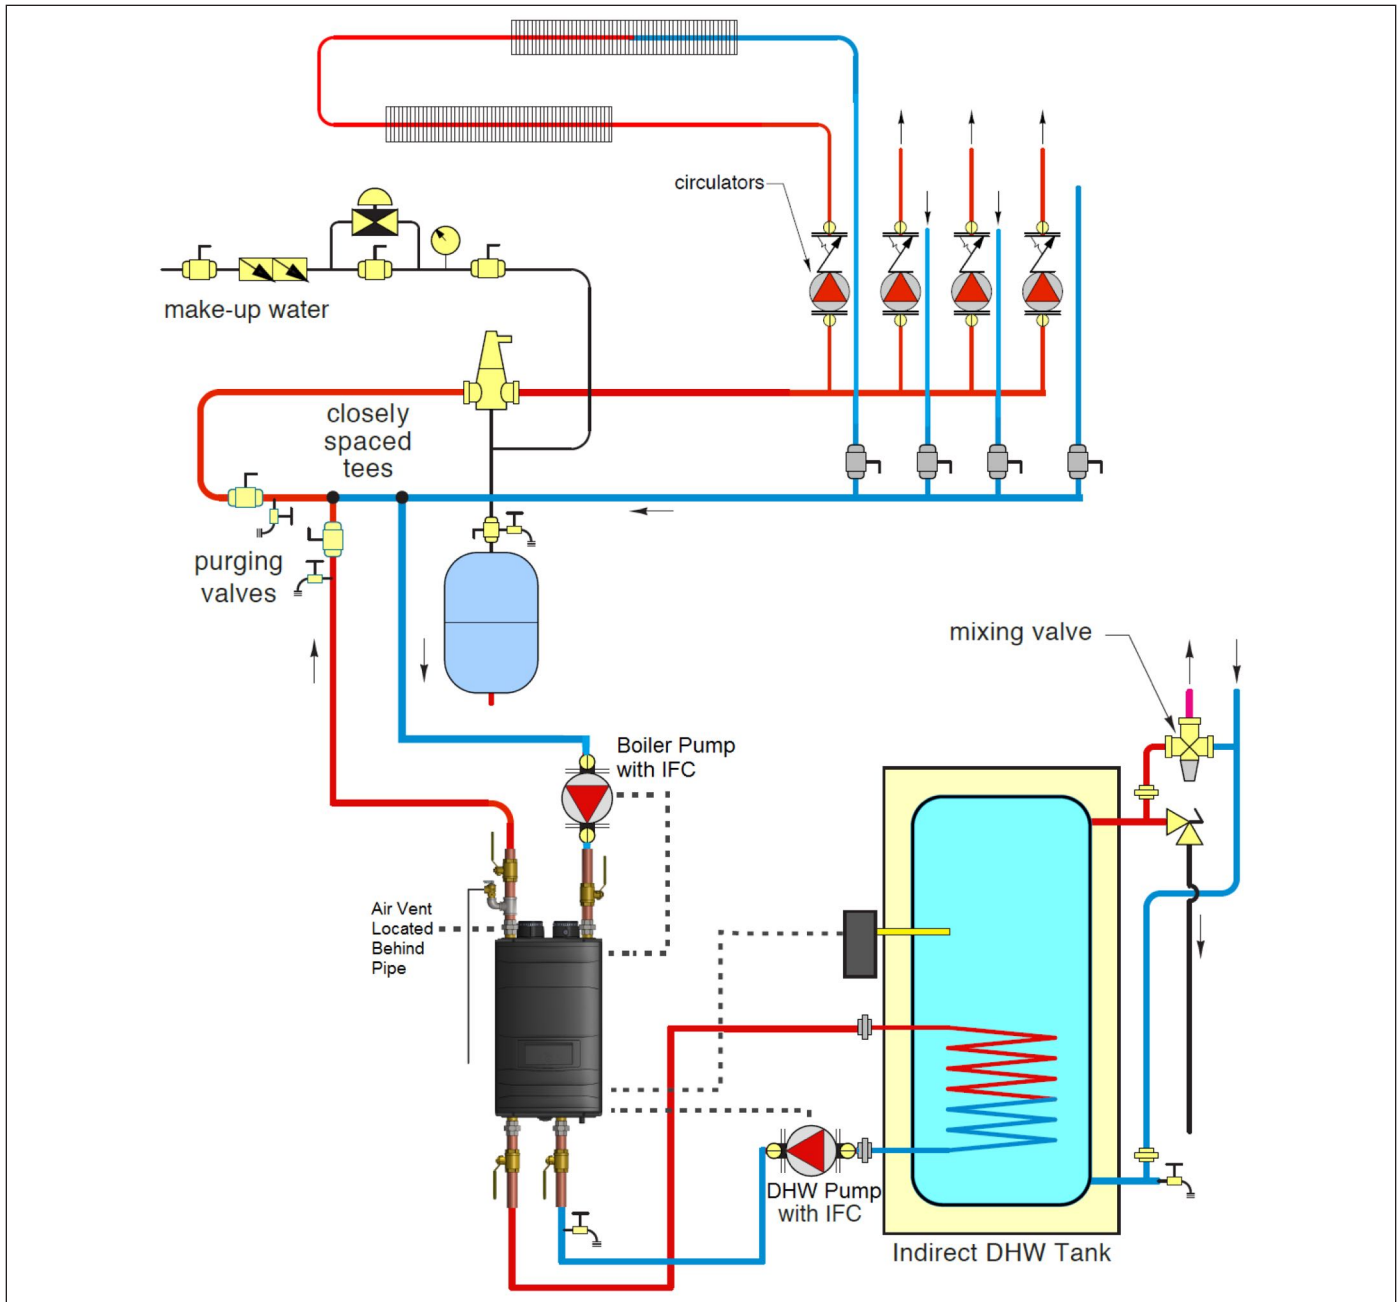 circulators
make-up water
closely
spaced
tees
purging
valves
mixing valve
Boiler Pump
with IFC
Air Vent
Located
Behind
Pipe
DHW Pump
with IFC
Indirect DHW Tank